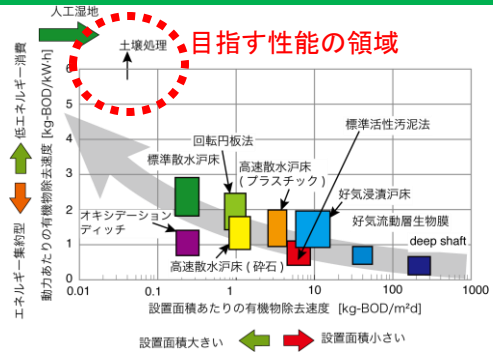 人工湿地
土壌処理
目指す性能の領域
低エネルギー消費
エネルギー集約型
動力あたりの有機物除去速度 [kg-BOD/kW·h]
6
5
4
3
2
1
0
標準活性汚泥法
回転円板法
標準散水戸床
高速散水戸床
(プラスチック)
好気浸漬戸床
オキシデーション
ディッチ
好気流動層生物膜
deep shaft
高速散水戸床(砕石)
0.01
0.1
1
10
100
1000
設置面積あたりの有機物除去速度 [kg-BOD/m²d]
設置面積大きい
設置面積小さい